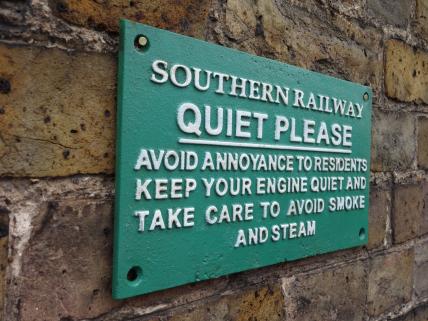 SOUTHERN RAILWAY
QUIET PLEASE
AVOID ANNOYANCE TO RESIDENTS
KEEP YOUR ENGINE QUIET AND
TAKE CARE TO AVOID SMOKE
AND STEAM